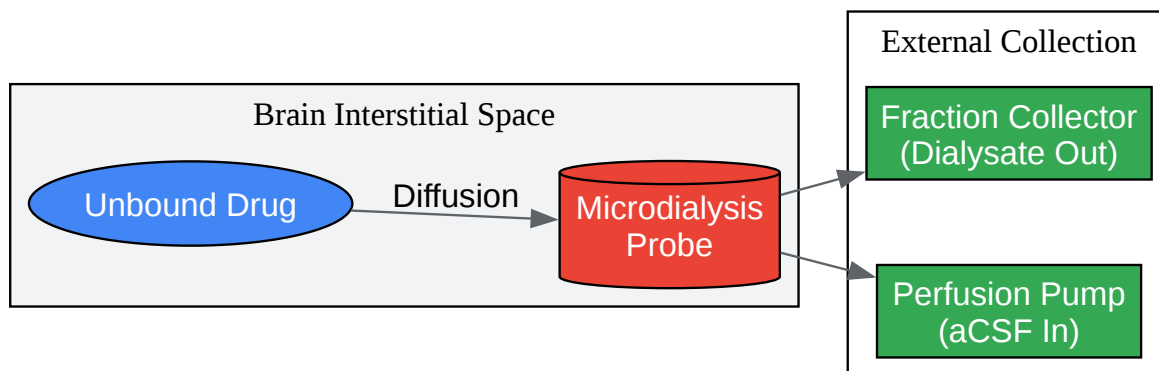 Brain Interstitial Space
Unbound Drug
Diffusion
Microdialysis
Probe
External Collection
Fraction Collector
(Dialysate Out)
Perfusion Pump
(aCSF In)